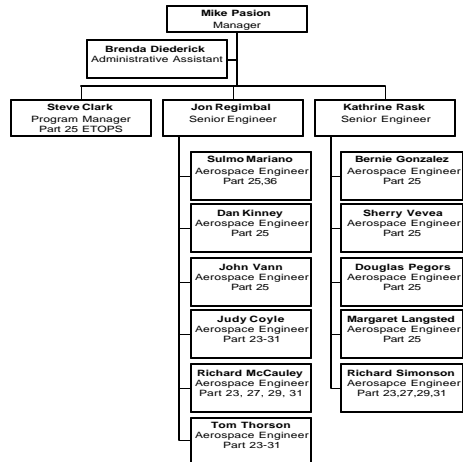 Mike Pasion
Manager
Brenda Diederick
Administrative Assistant
Steve Clark
Program Manager
Part 25 ETOPS
Jon Regimbal
Senior Engineer
Kathrine Rask
Senior Engineer
Sulmo Mariano
Aerospace Engineer
Part 25,36
Dan Kinney
Aerospace Engineer
Part 25
John Vann
Aerospace Engineer
Part 25
Judy Coyle
Aerospace Engineer
Part 23-31
Richard McCauley
Aerospace Engineer
Part 23, 27, 29, 31
Tom Thorson
Aerospace Engineer
Part 23-31
Bernie Gonzalez
Aerospace Engineer
Part 25
Sherry Vevea
Aerospace Engineer
Part 25
Douglas Pegors
Aerospace Engineer
Part 25
Margaret Langsted
Aerospace Engineer
Part 25
Richard Simonson
Aerosapce Engineer
Part 23,27,29,31